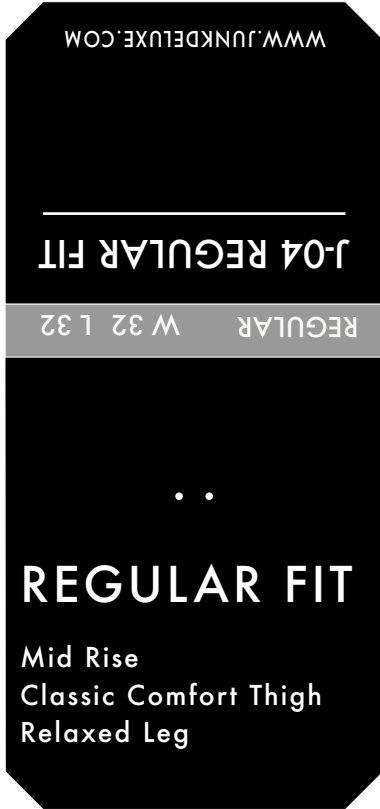 WWW.JUNKDELUXE.COM
J-04 REGULAR FIT
REGULAR W 32 L 32
REGULAR FIT
Mid Rise
Classic Comfort Thigh
Relaxed Leg